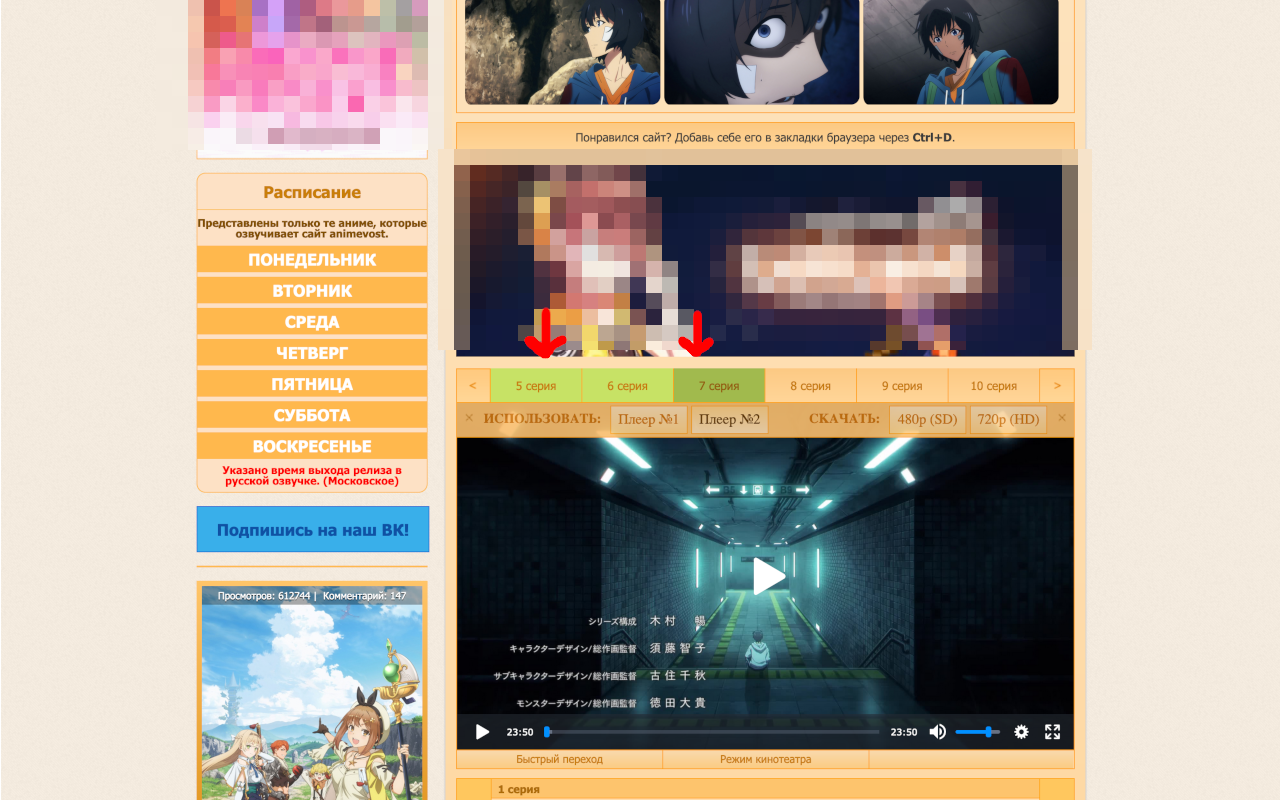 Понравился сайт? Добавь себе его в закладки браузера через Ctrl+D.
Расписание
Представлены только те аниме, которые
озвучивает сайт animevost.
ПОНЕДЕЛЬНИК
ВТОРНИК
СРЕДА
ЧЕТВЕРГ
ПЯТНИЦА
СУББОТА
ВОСКРЕСЕНЬЕ
Указано время выхода релиза в
русской озвучке. (Московское)
Подпишись на наш ВК!
Просмотров: 612744 | Комментарий: 147
< 5 серия 6 серия 7 серия 8 серия 9 серия 10 серия >
× ИСПОЛЬЗОВАТЬ: Плеер №1 Плеер №2 СКАЧАТЬ: 480p (SD) 720p (HD) ×
シリーズ構成 木村 暢
キャラクターデザイン/総作画監督 須藤智子
サブキャラクターデザイン/総作画監督 古住千秋
モンスターデザイン/総作画監督 徳田大貴
23:50 23:50
Быстрый переход Режим кинотеатра
1 серия